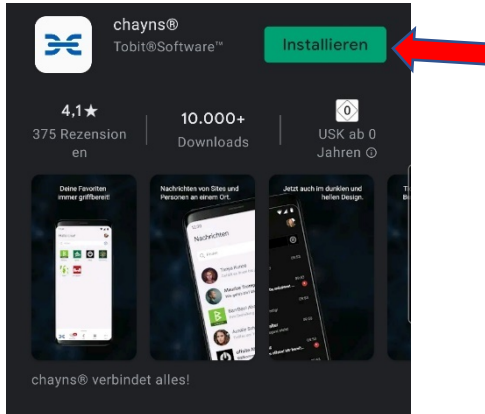 chayns®
Tobit®Software™
Installieren
4,1★
375 Rezension
en
10.000+
Downloads
0
USK ab 0
Jahren ⓘ
Deine Favoriten
immer griffbereit!
Nachrichten von Sites und
Personen an einem Ort.
Nachrichten
Jetzt auch im dunklen und
hellen Design.
chayns® verbindet alles!